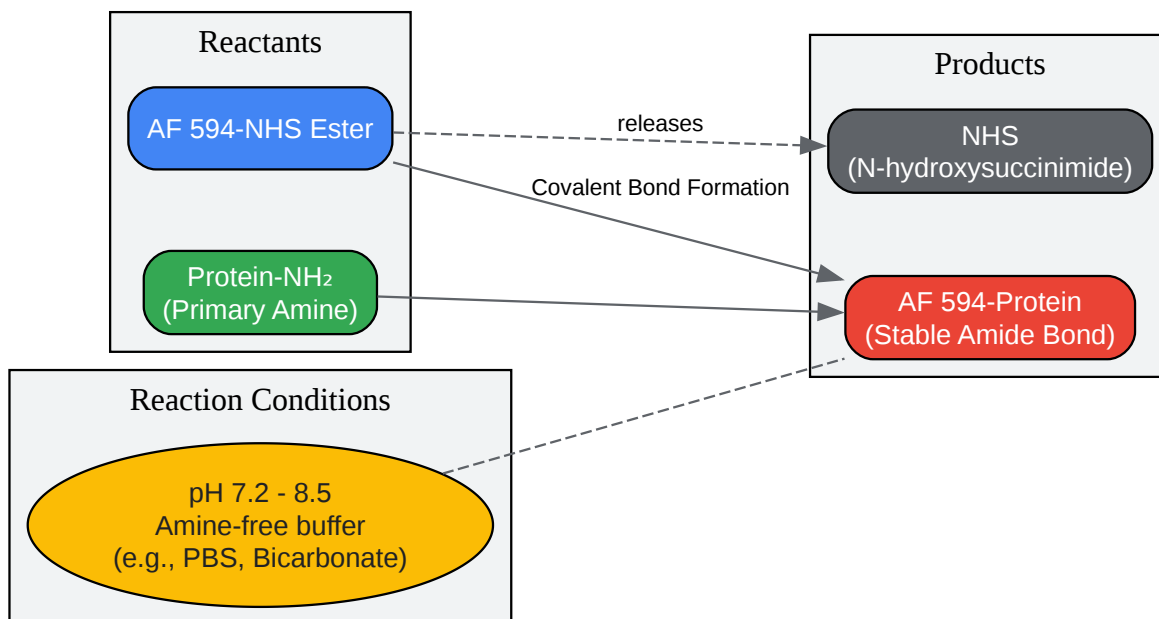 Reactants
AF 594-NHS Ester
Protein-NH₂
(Primary Amine)
releases
Covalent Bond Formation
Products
NHS
(N-hydroxysuccinimide)
AF 594-Protein
(Stable Amide Bond)
Reaction Conditions
pH 7.2 - 8.5
Amine-free buffer
(e.g., PBS, Bicarbonate)